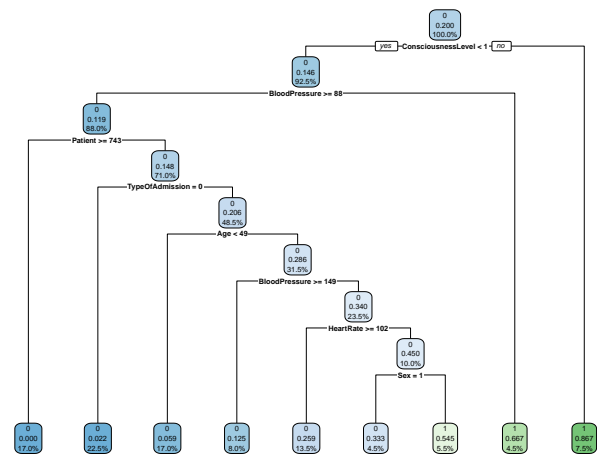 0
0.200
100.0%
yes ConsciousnessLevel < 1 no
0
0.146
92.5%
BloodPressure >= 88
0
0.119
88.0%
Patient >= 743
0
0.148
71.0%
TypeOfAdmission = 0
0
0.206
48.5%
Age < 49
0
0.286
31.5%
BloodPressure >= 149
0
0.340
23.5%
HeartRate >= 102
0
0.450
10.0%
Sex = 1
0 0 0 0 0 0 1 1 1
0.000 0.022 0.059 0.125 0.259 0.333 0.545 0.667 0.867
17.0% 22.5% 17.0% 8.0% 13.5% 4.5% 5.5% 4.5% 7.5%